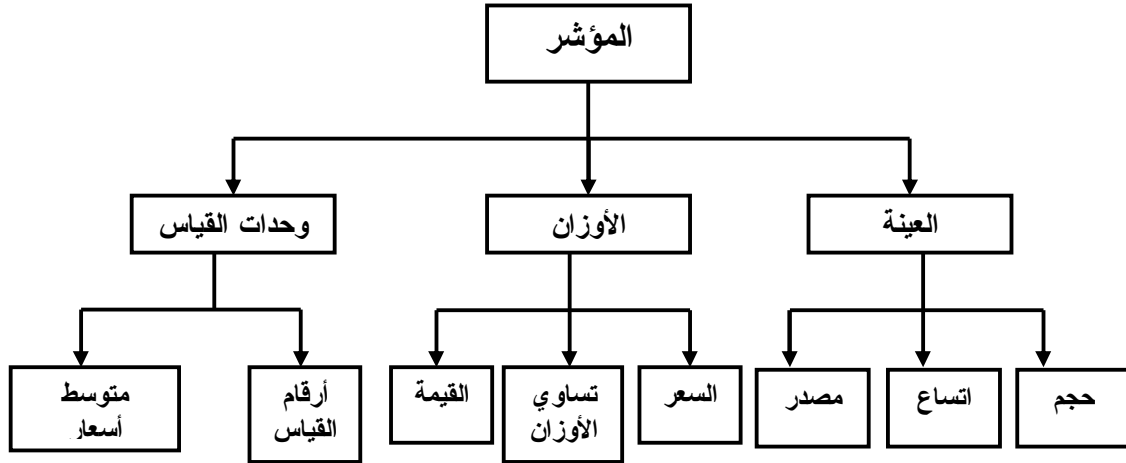 المؤشر
العينة
الأوزان
وحدات القياس
حجم
اتساع
مصدر
السعر
تساوي
الأوزان
القيمة
أرقام
القياس
متوسط
أسعار